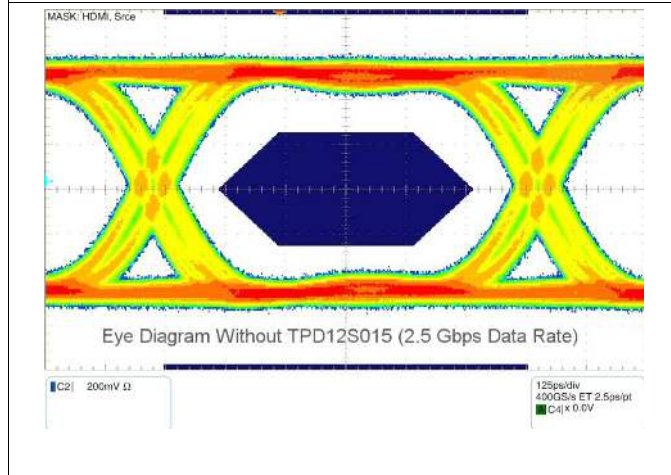 MASK: HDMI, Srce
Eye Diagram Without TPD12S015 (2.5 Gbps Data Rate)
C2 200mV Ω
125ps/div
400GS/s ET 2.5ps/pt
A C4 x 0.0V